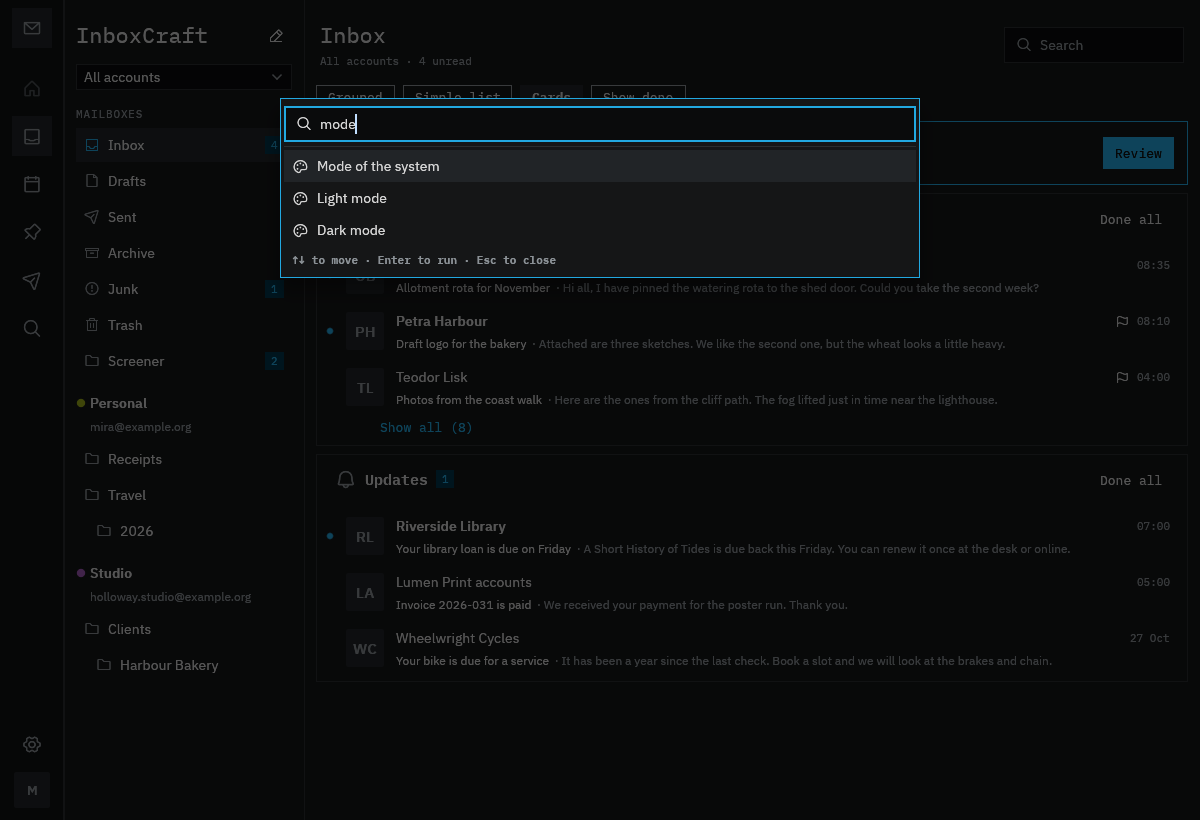 InboxCraft
All accounts
MAILBOXES
Inbox 4
Drafts
Sent
Archive
Junk 1
Trash
Screener 2
Personal
mira@example.org
Receipts
Travel
2026
Studio
holloway.studio@example.org
Clients
Harbour Bakery
M
Inbox
All accounts · 4 unread
Search
Grouped Simple list Cards Show done
mode
Mode of the system
Light mode
Dark mode
↑↓ to move · Enter to run · Esc to close
Review
Done all
08:35
Allotment rota for November · Hi all, I have pinned the watering rota to the shed door. Could you take the second week?
PH Petra Harbour 08:10
Draft logo for the bakery · Attached are three sketches. We like the second one, but the wheat looks a little heavy.
TL Teodor Lisk 04:00
Photos from the coast walk · Here are the ones from the cliff path. The fog lifted just in time near the lighthouse.
Show all (8)
Updates 1 Done all
RL Riverside Library 07:00
Your library loan is due on Friday · A Short History of Tides is due back this Friday. You can renew it once at the desk or online.
LA Lumen Print accounts 05:00
Invoice 2026-031 is paid · We received your payment for the poster run. Thank you.
WC Wheelwright Cycles 27 Oct
Your bike is due for a service · It has been a year since the last check. Book a slot and we will look at the brakes and chain.